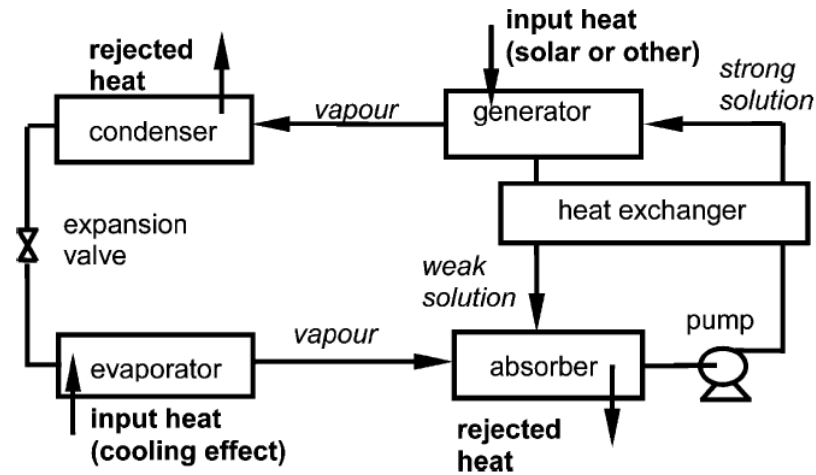 rejected
heat
input heat
(solar or other)
strong
solution
condenser
vapour
generator
heat exchanger
expansion
valve
weak
solution
vapour
pump
evaporator
absorber
input heat
(cooling effect)
rejected
heat